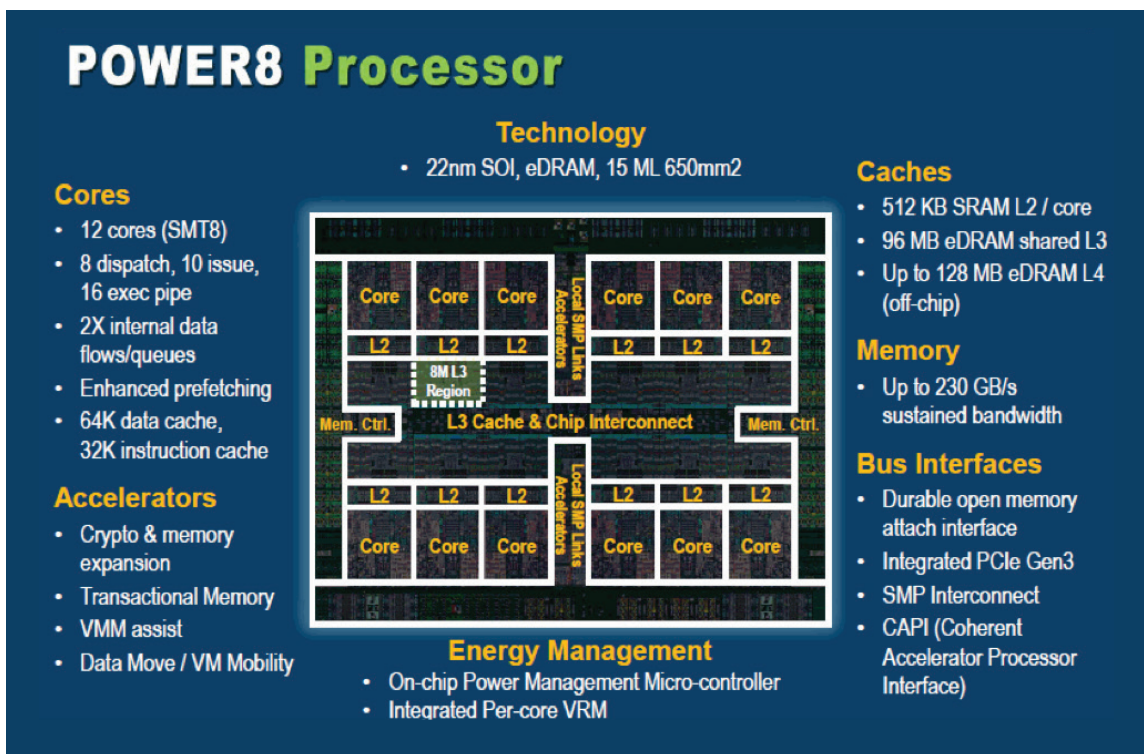 POWER8 Processor
Technology
• 22nm SOI, eDRAM, 15 ML 650mm2
Cores
• 12 cores (SMT8)
• 8 dispatch, 10 issue,
16 exec pipe
• 2X internal data
flows/queues
• Enhanced prefetching
• 64K data cache,
32K instruction cache
Accelerators
• Crypto & memory
expansion
• Transactional Memory
• VMM assist
• Data Move / VM Mobility
Core Core Core Core Core Core
L2 L2 L2 L2 L2 L2
Local SMP Links
Accelerators
8M L3
Region
Mem. Ctrl. L3 Cache & Chip Interconnect Mem. Ctrl.
Local SMP Links
Accelerators
L2 L2 L2 L2 L2 L2
Core Core Core Core Core Core
Energy Management
• On-chip Power Management Micro-controller
• Integrated Per-core VRM
Caches
• 512 KB SRAM L2 / core
• 96 MB eDRAM shared L3
• Up to 128 MB eDRAM L4
(off-chip)
Memory
• Up to 230 GB/s
sustained bandwidth
Bus Interfaces
• Durable open memory
attach interface
• Integrated PCIe Gen3
• SMP Interconnect
• CAPI (Coherent
Accelerator Processor
Interface)